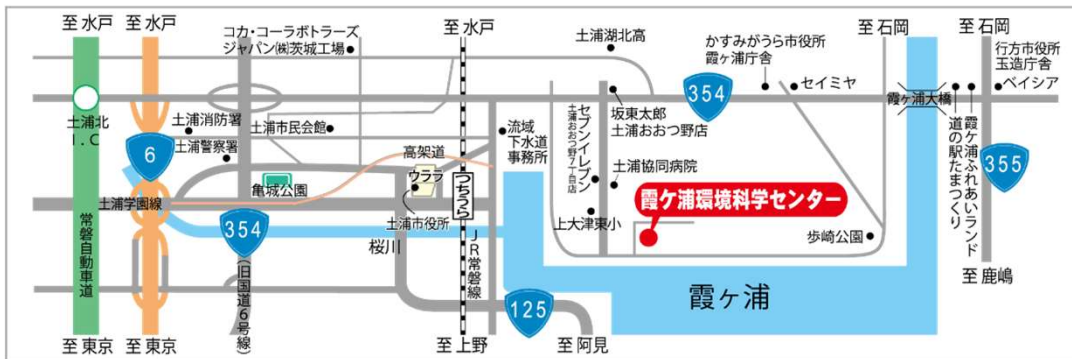 至 水戸
至 水戸
コカ・コーラボトラーズ
ジャパン㈱茨城工場
至 水戸
土浦湖北高
かすみがうら市役所
霞ヶ浦庁舎
セイミヤ
至 石岡
至 石岡
行方市役所
玉造庁舎
ベイシア
354
霞ヶ浦大橋
土浦北
I.C
6
土浦消防署
土浦警察署
土浦市民会館
高架道
流域
下水道
事務所
坂東太郎
土浦おおつ野店
セブンイレブン
土浦おおつ野7丁目店
土浦協同病院
霞ヶ浦ふれあいランド
道の駅たまつくり
355
ウララ
つちうら
亀城公園
土浦学園線
土浦市役所
上大津東小
霞ケ浦環境科学センター
歩崎公園
常磐自動車道
354
(旧国道6号線)
桜川
JR常磐線
125
霞ヶ浦
至 鹿嶋
至 東京
至 東京
至 上野
至 阿見